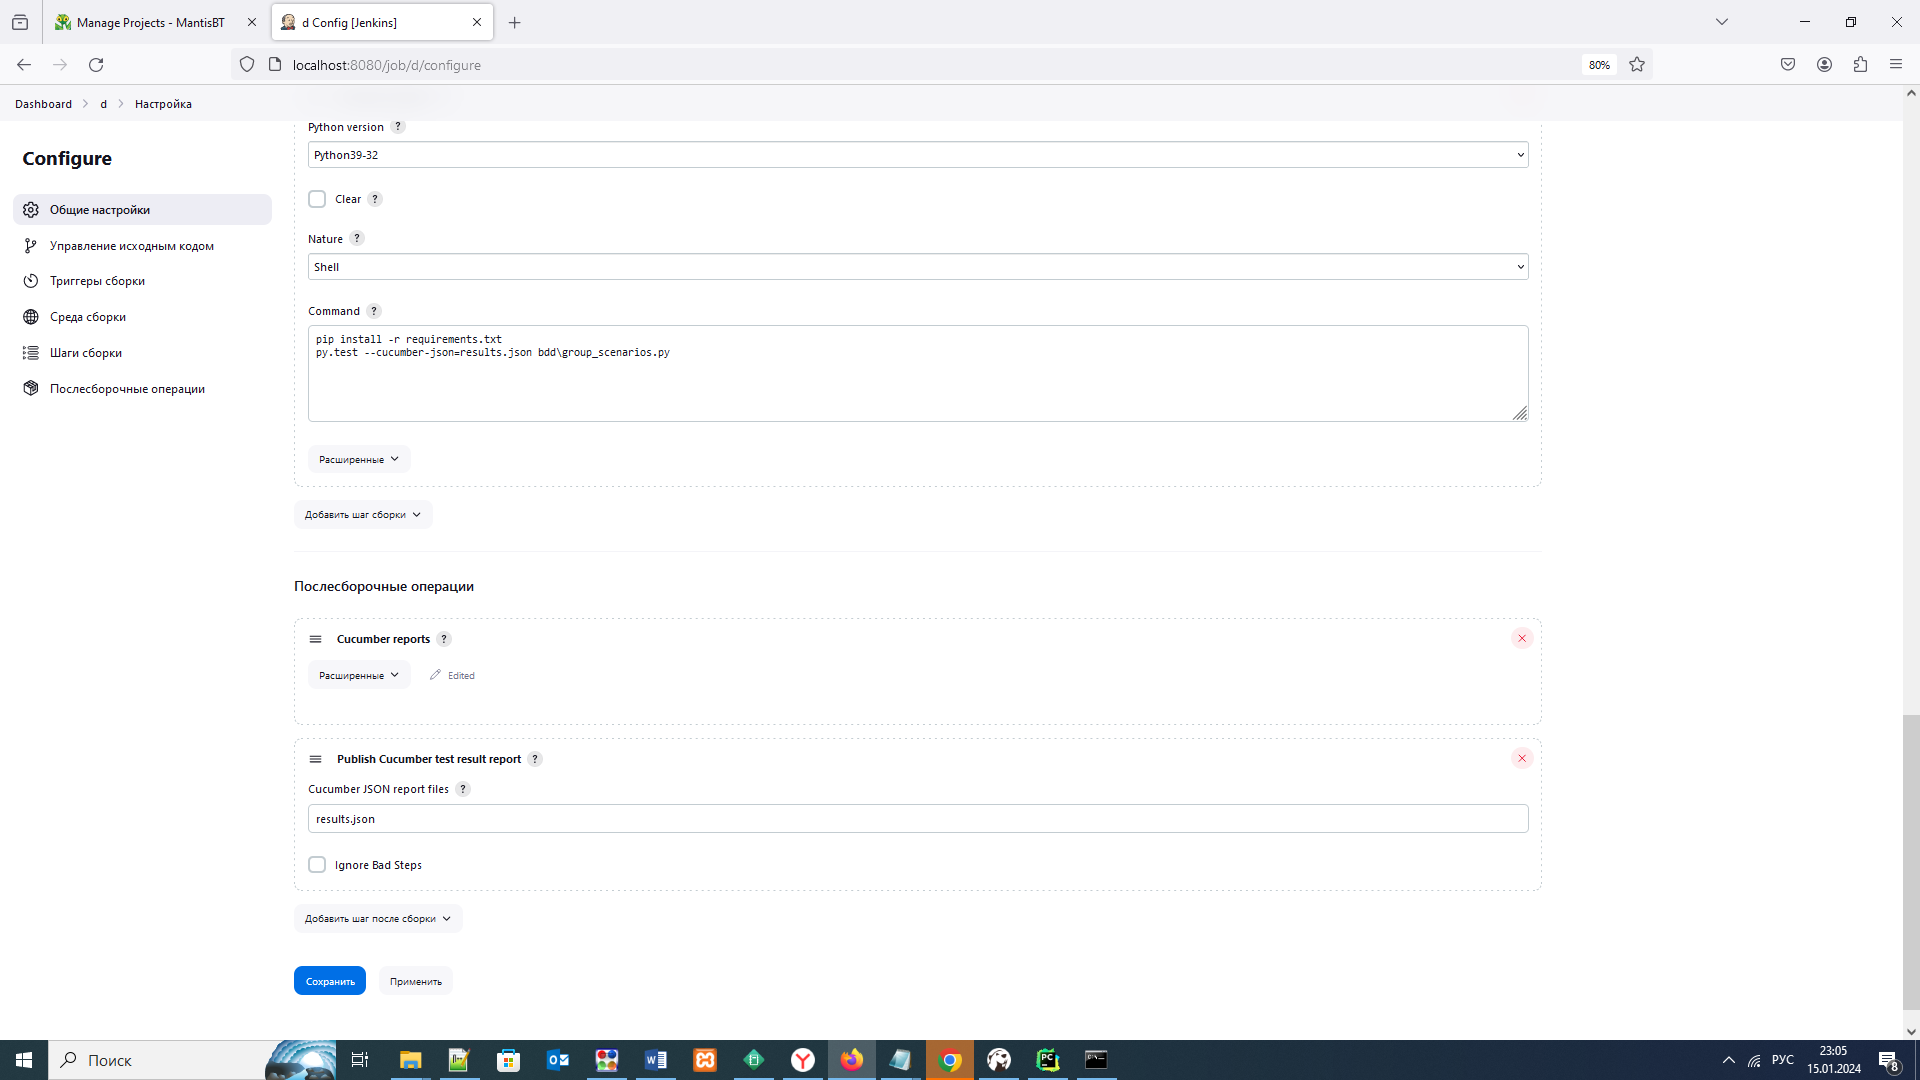 Manage Projects - MantisBT
d Config [Jenkins]
localhost:8080/job/d/configure
80%
Dashboard
d
Настройка
Configure
Общие настройки
Управление исходным кодом
Триггеры сборки
Среда сборки
Шаги сборки
Послесборочные операции
Python version ?
Python39-32
Clear ?
Nature ?
Shell
Command ?
pip install -r requirements.txt
py.test --cucumber-json=results.json bdd\group_scenarios.py
Расширенные
Добавить шаг сборки
Послесборочные операции
Cucumber reports ?
Расширенные
Edited
Publish Cucumber test result report ?
Cucumber JSON report files ?
results.json
Ignore Bad Steps
Добавить шаг после сборки
Сохранить
Применить
Поиск
РУС
23:05
15.01.2024
8